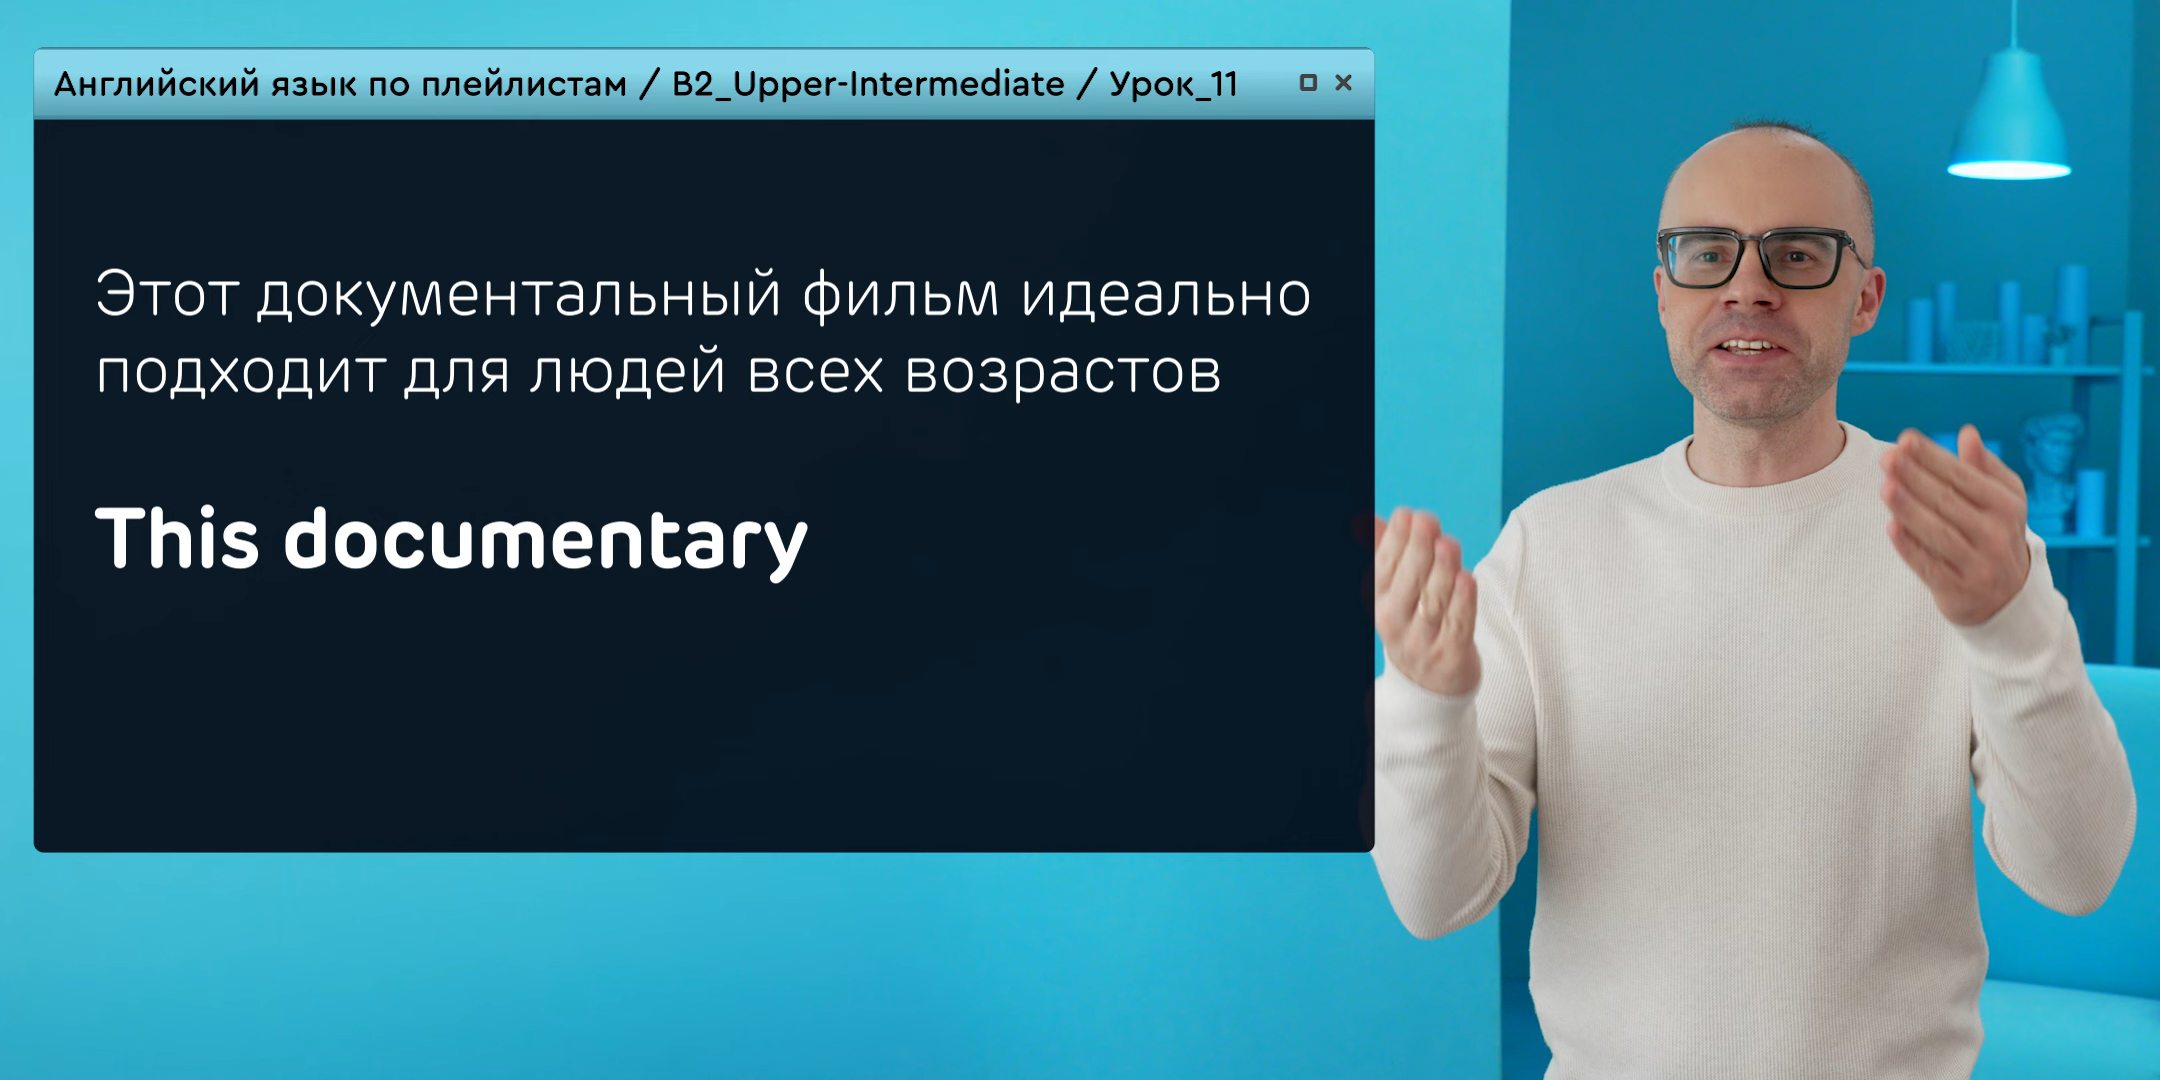 Английский язык по плейлистам / B2_Upper-Intermediate / Урок_11
Этот документальный фильм идеально
подходит для людей всех возрастов
This documentary